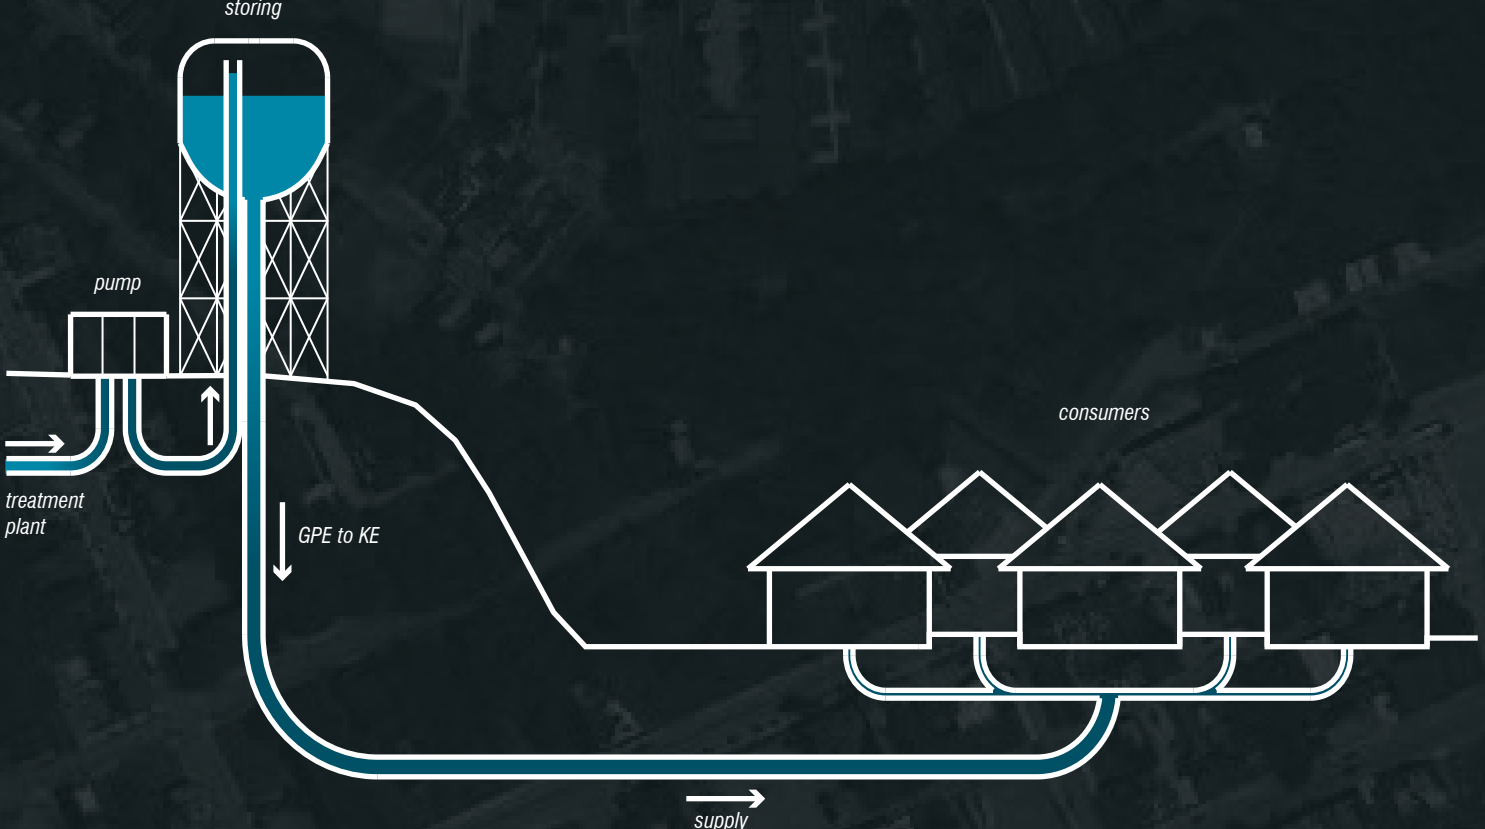 storing
pump
consumers
treatment
plant
GPE to KE
supply